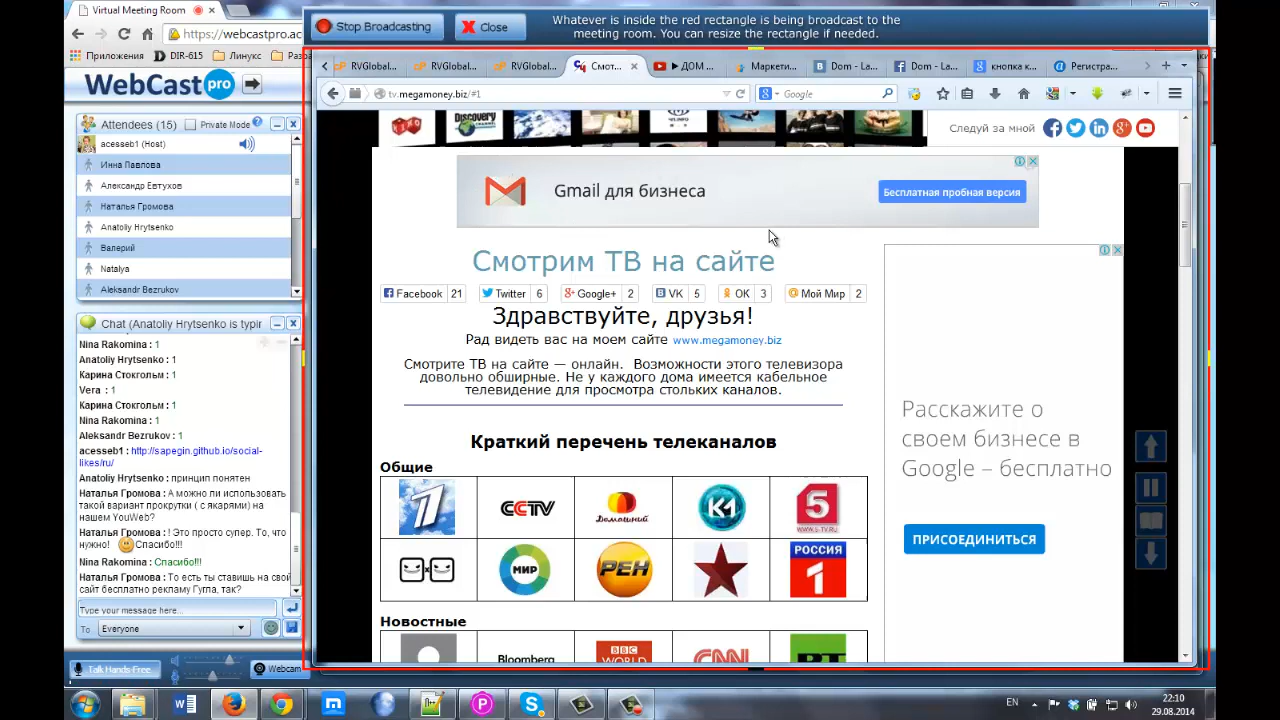 Virtual Meeting Room
https://webcastpro.ac
Приложения
DIR-615
Линукс
Разр
WebCast pro
Stop Broadcasting
Close
Whatever is inside the red rectangle is being broadcast to the
meeting room. You can resize the rectangle if needed.
Attendees (15)
Private Mode
acesseb1 (Host)
Инна Павлова
Александр Евтухов
Наталья Громова
Anatoliy Hrytsenko
Валерий
Natalya
Aleksandr Bezrukov
Chat (Anatoliy Hrytsenko is typir
Nina Rakomina : 1
Anatoliy Hrytsenko : 1
Карина Стокгольм : 1
Vera : 1
Карина Стокгольм : 1
Nina Rakomina : 1
Aleksandr Bezrukov : 1
acesseb1 : http://sapegin.github.io/social-
likes/ru/
Anatoliy Hrytsenko : принцип понятен
Наталья Громова : А можно ли использовать
такой вариант прокрутки ( с якарями) на
нашем YouWeb?
Наталья Громова : ! Это просто супер. То, что
нужно! Спасибо!!!
Nina Rakomina : Спасибо!!!
Наталья Громова : То есть ты ставишь на свой
сайт бесплатно рекламу Гугла, так?
Type your message here...
To
Everyone
Talk Hands-Free
Webcam
RVGlobal...
RVGlobal...
RVGlobal...
Смот...
ДОМ ...
Маркети...
Dom - La...
Dom - La...
кнопка к...
Регистра...
tv.megamoney.biz/#1
Google
Discovery
CHANNEL
Следуй за мной
Gmail для бизнеса
Бесплатная пробная версия
Смотрим ТВ на сайте
Facebook 21
Twitter 6
Google+ 2
VK 5
OK 3
Мой Мир 2
Здравствуйте, друзья!
Рад видеть вас на моем сайте www.megamoney.biz
Смотрите ТВ на сайте — онлайн. Возможности этого телевизора
довольно обширные. Не у каждого дома имеется кабельное
телевидение для просмотра стольких каналов.
Краткий перечень телеканалов
Общие
1
CCTV
Домашний
K1
5
WWW.5-TV.RU
МИР
РЕН
РОССИЯ
1
Новостные
Bloomberg
BBC
WORLD
CNN
RT
Расскажите о
своем бизнесе в
Google – бесплатно
ПРИСОЕДИНИТЬСЯ
EN
22:10
29.08.2014